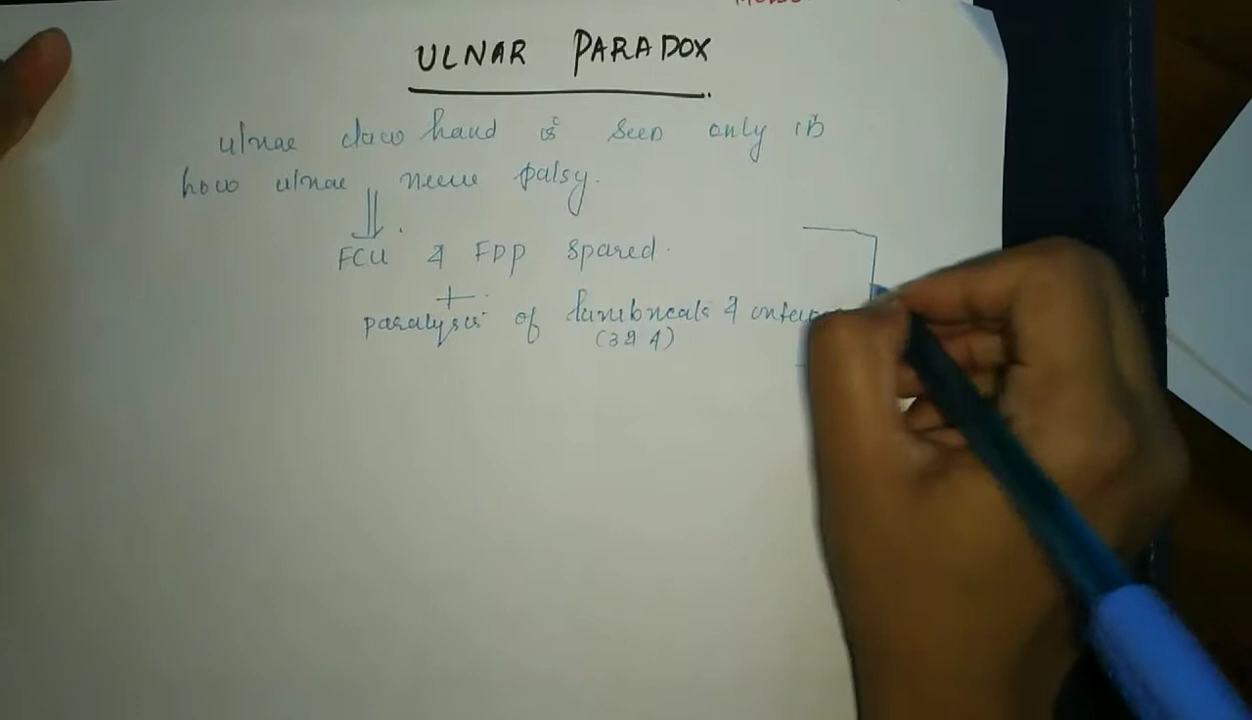 ULNAR PARADOX
ulnar claw hand is seen only in
low ulnar nerve palsy.
FCU & FDP spared.
+
paralysis of lumbricals &
(3 & 4)